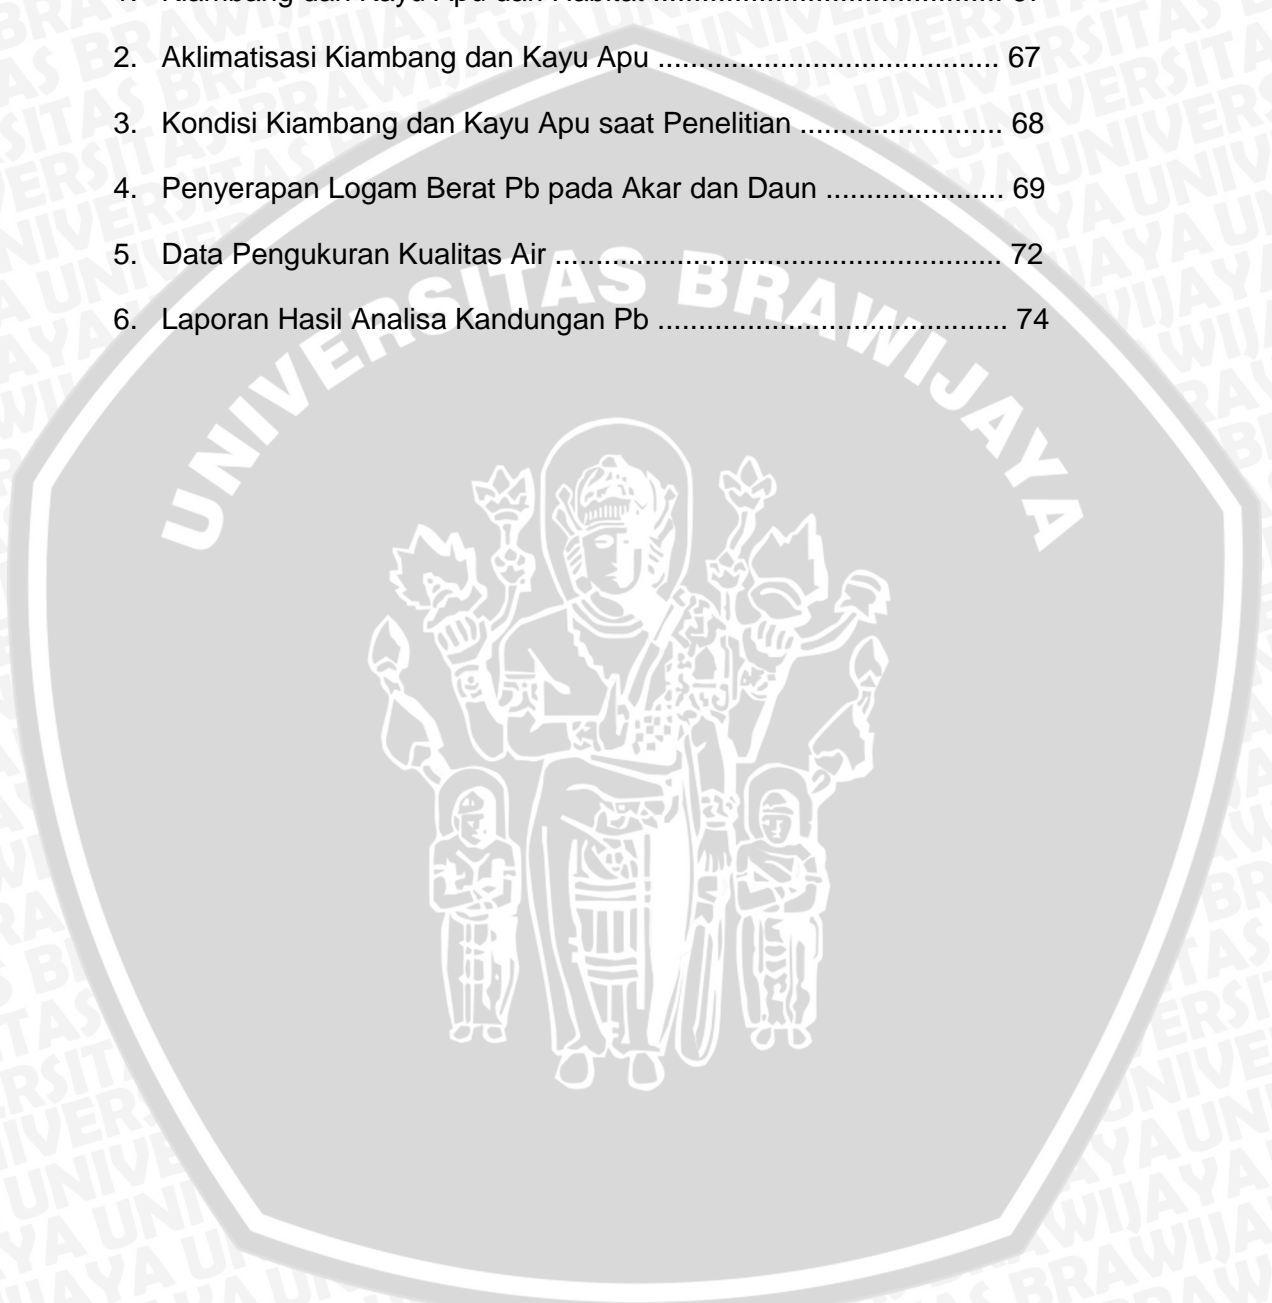 2. Aklimatisasi Kiambang dan Kayu Apu ......................................... 67
3. Kondisi Kiambang dan Kayu Apu saat Penelitian ........................ 68
4. Penyerapan Logam Berat Pb pada Akar dan Daun ..................... 69
5. Data Pengukuran Kualitas Air ...................................................... 72
6. Laporan Hasil Analisa Kandungan Pb .......................................... 74
UNIVERSITAS BRAWIJAYA